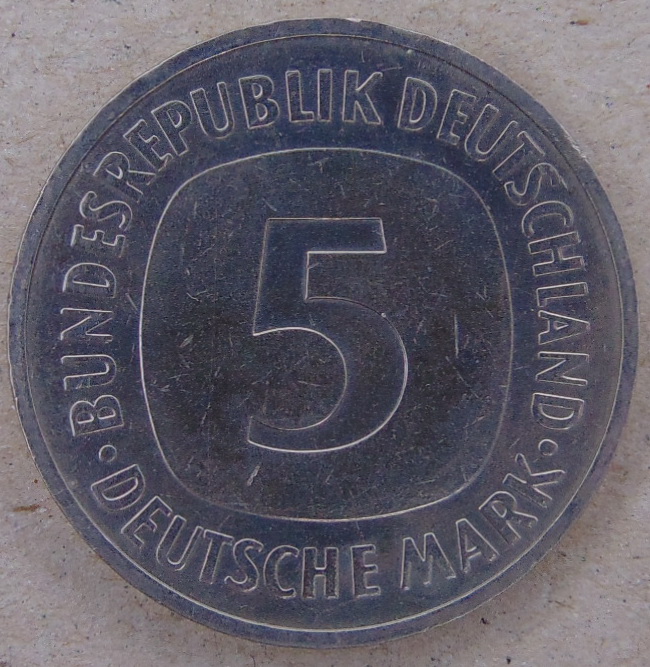 BUNDESREPUBLIK DEUTSCHLAND
5
· DEUTSCHE MARK ·